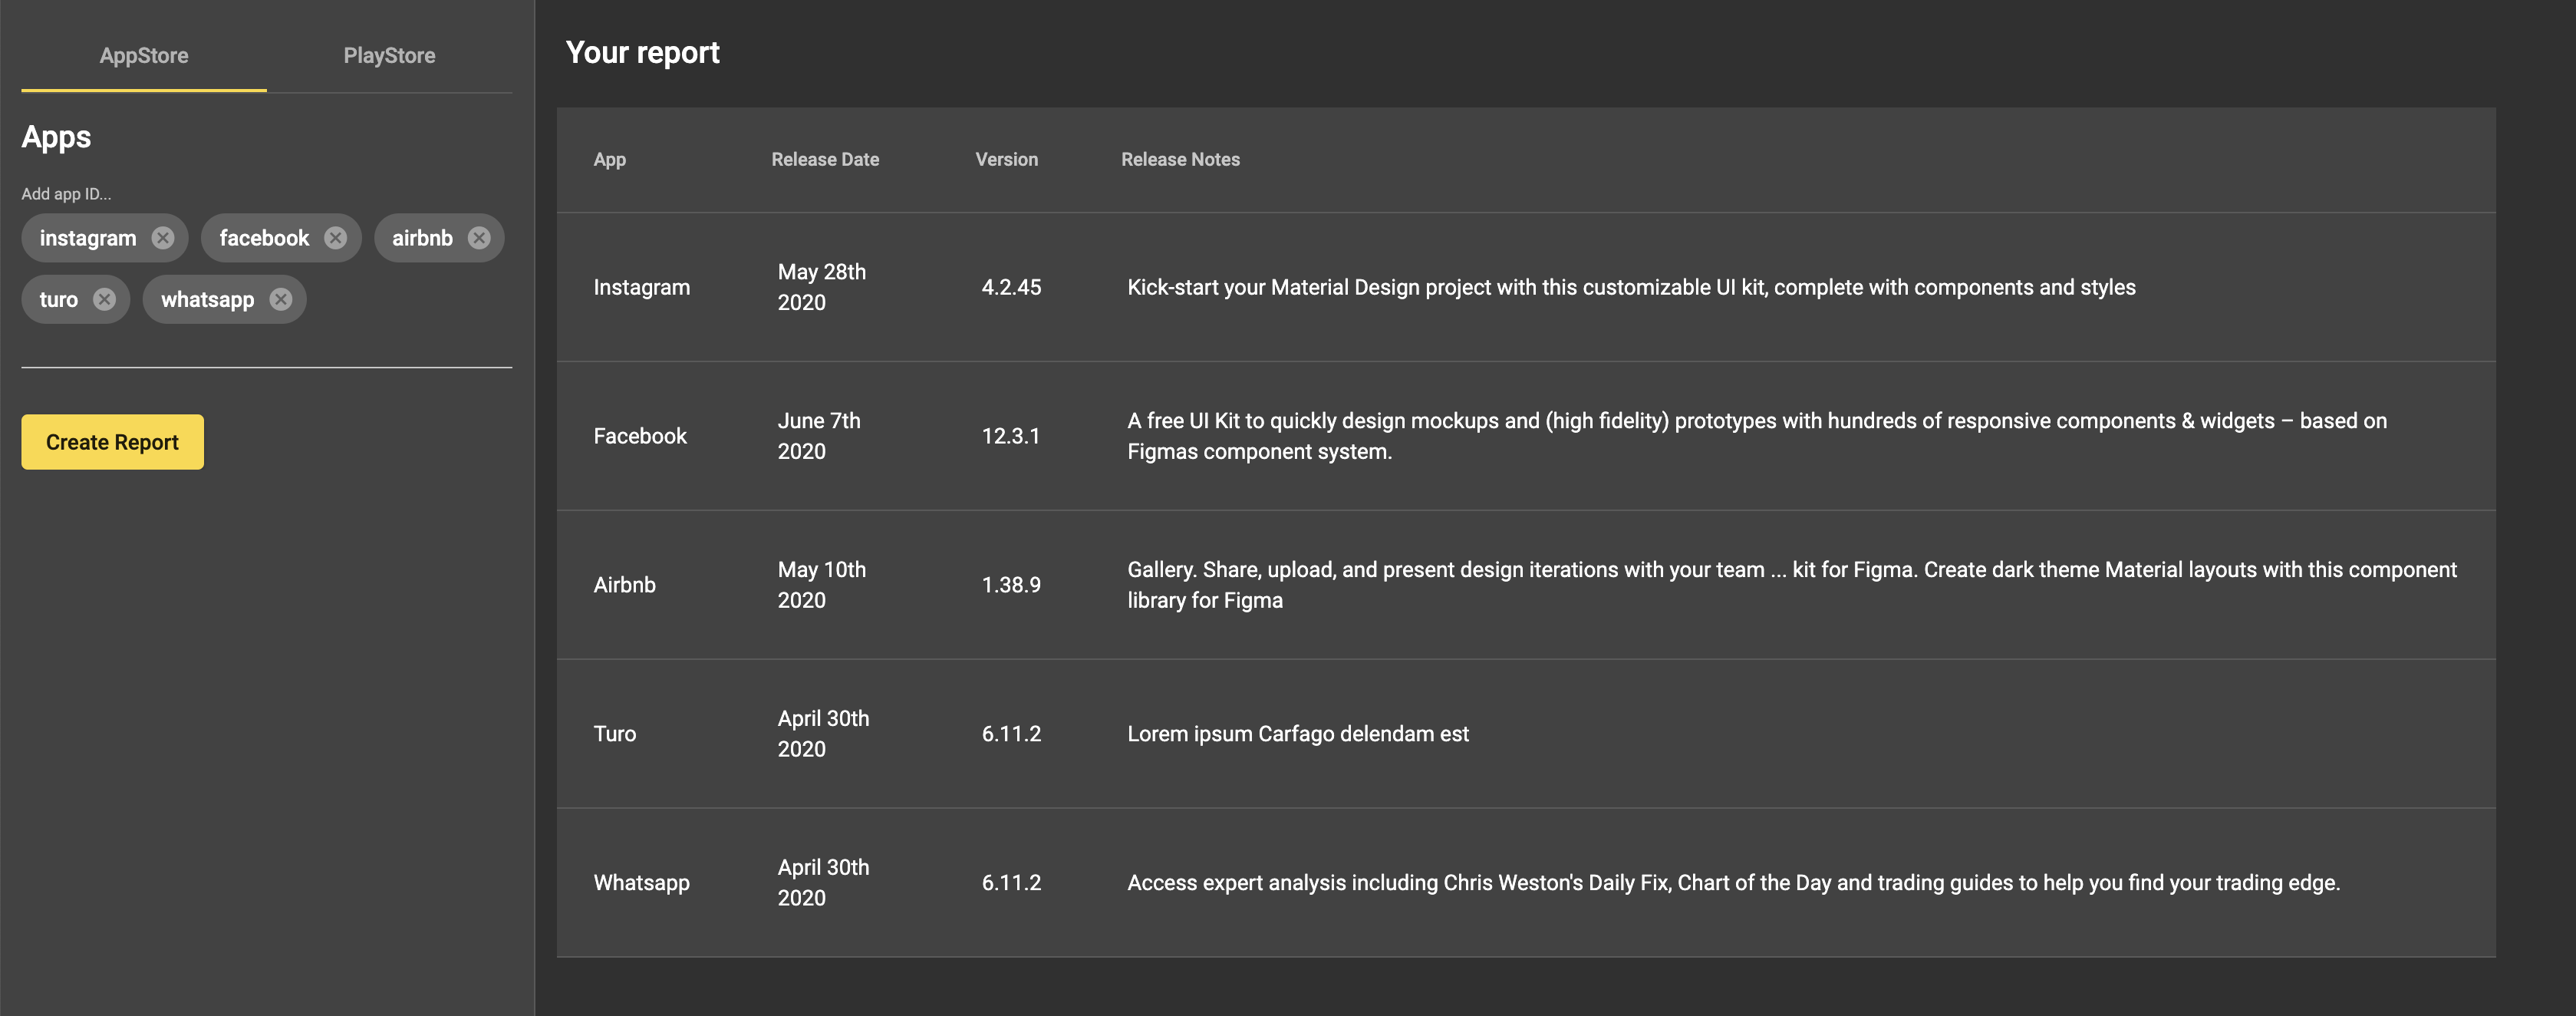 AppStore PlayStore
Apps
Add app ID...
instagram facebook airbnb
turo whatsapp
Create Report
Your report
App Release Date Version Release Notes
Instagram
May 28th
2020
4.2.45
Kick-start your Material Design project with this customizable UI kit, complete with components and styles
Facebook
June 7th
2020
12.3.1
A free UI Kit to quickly design mockups and (high fidelity) prototypes with hundreds of responsive components & widgets – based on
Figmas component system.
Airbnb
May 10th
2020
1.38.9
Gallery. Share, upload, and present design iterations with your team ... kit for Figma. Create dark theme Material layouts with this component
library for Figma
Turo
April 30th
2020
6.11.2
Lorem ipsum Carfago delendam est
Whatsapp
April 30th
2020
6.11.2
Access expert analysis including Chris Weston's Daily Fix, Chart of the Day and trading guides to help you find your trading edge.